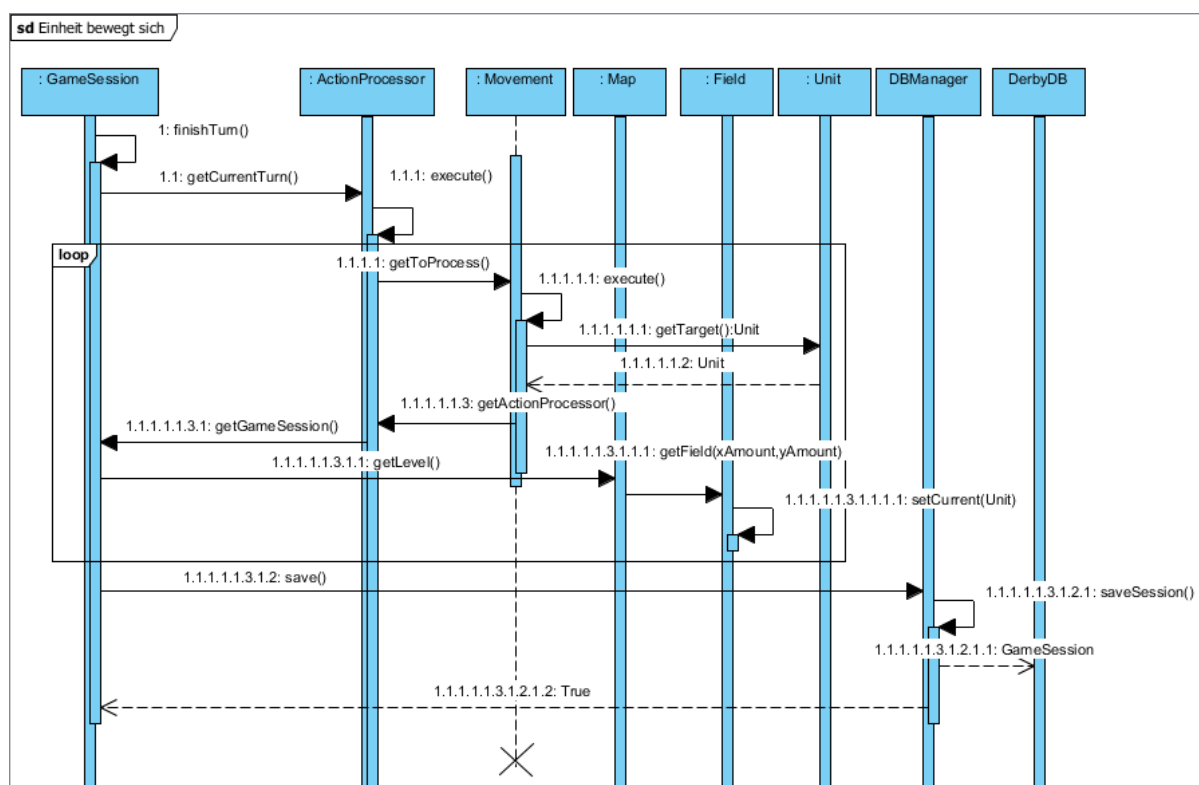 sd Einheit bewegt sich
: GameSession
: ActionProcessor
: Movement
: Map
: Field
: Unit
DBManager
DerbyDB
1: finishTurn()
1.1: getCurrentTurn()
1.1.1: execute()
loop
1.1.1.1: getToProcess()
1.1.1.1.1: execute()
1.1.1.1.1.1: getTarget():Unit
1.1.1.1.1.2: Unit
1.1.1.1.1.3: getActionProcessor()
1.1.1.1.1.3.1: getGameSession()
1.1.1.1.1.3.1.1: getLevel()
1.1.1.1.1.3.1.1.1: getField(xAmount,yAmount)
1.1.1.1.1.3.1.1.1.1: setCurrent(Unit)
1.1.1.1.1.3.1.2: save()
1.1.1.1.1.3.1.2.1: saveSession()
1.1.1.1.1.3.1.2.1.1: GameSession
1.1.1.1.1.3.1.2.1.2: True